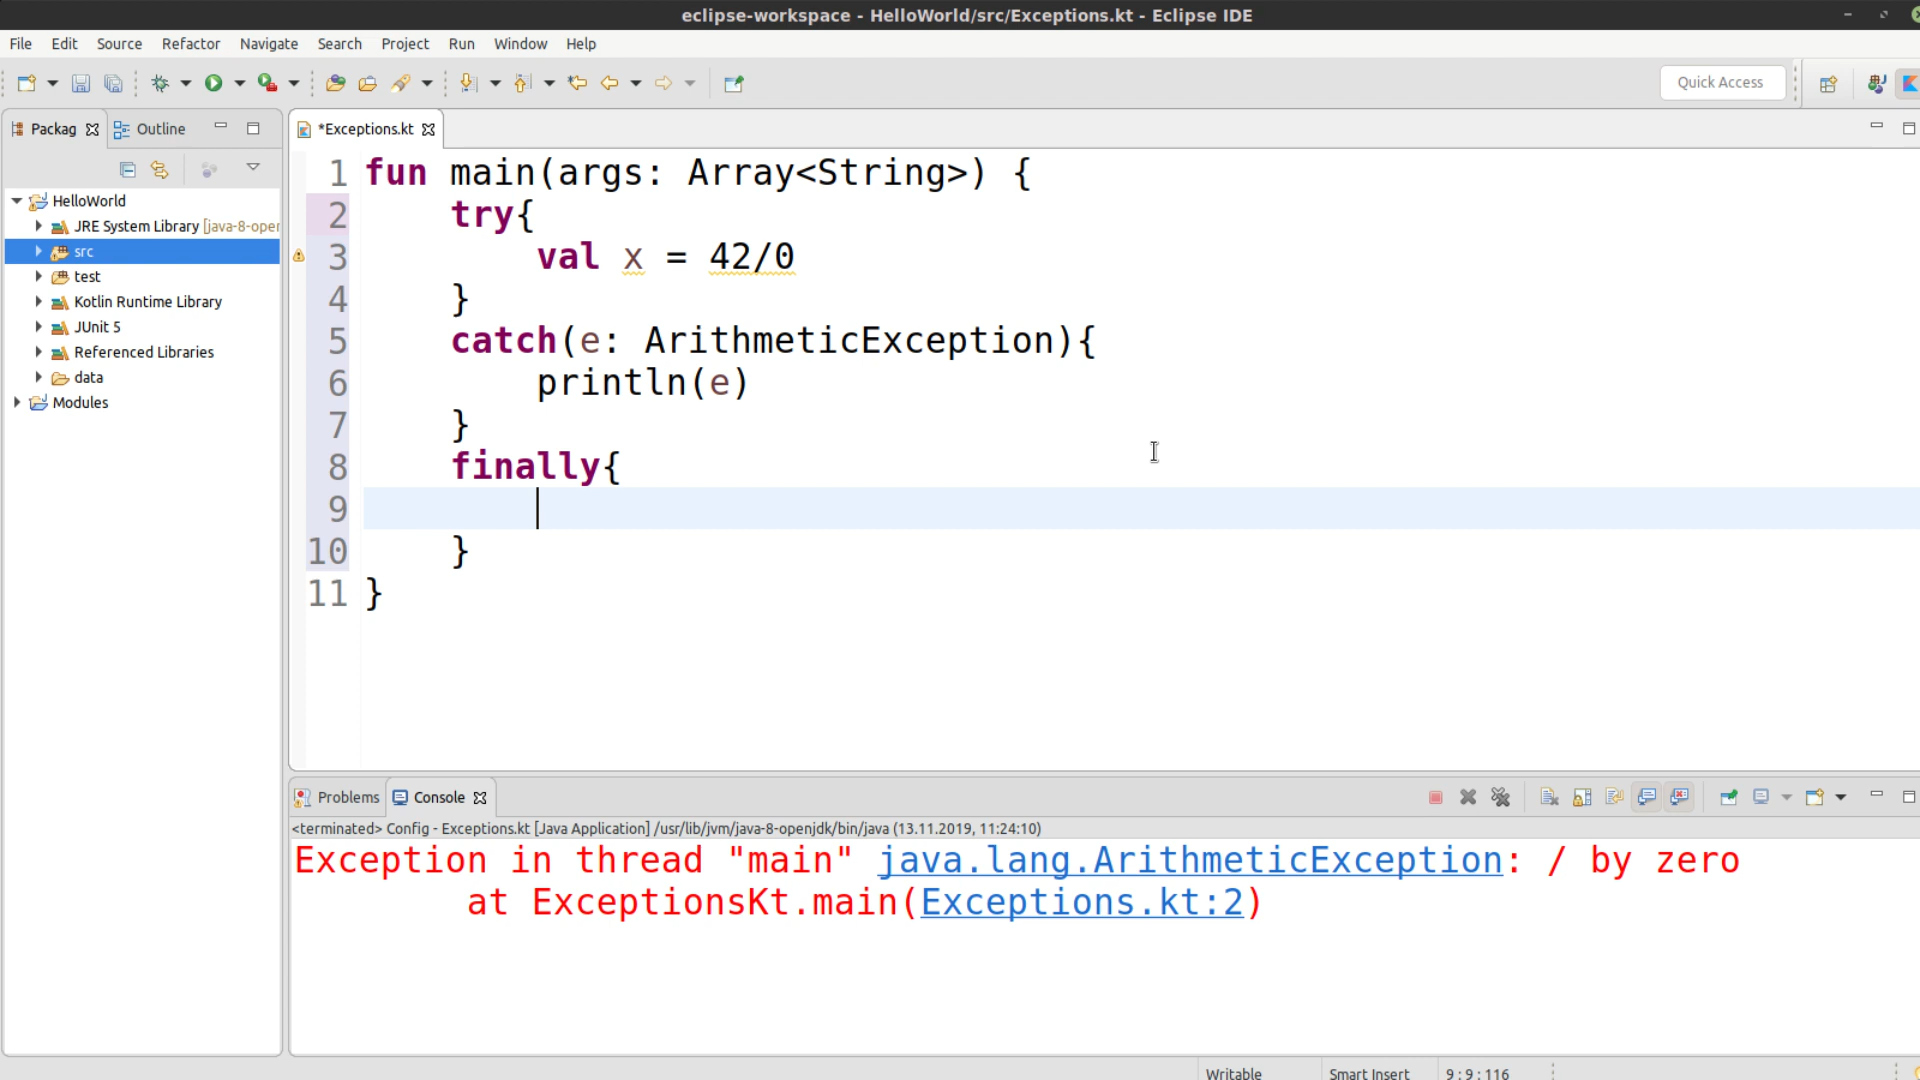 eclipse-workspace - HelloWorld/src/Exceptions.kt - Eclipse IDE
File Edit Source Refactor Navigate Search Project Run Window Help
Quick Access
Packag Outline
*Exceptions.kt
HelloWorld
JRE System Library [java-8-oper
src
test
Kotlin Runtime Library
JUnit 5
Referenced Libraries
data
Modules
1 fun main(args: Array<String>) {
2 try{
3 val x = 42/0
4 }
5 catch(e: ArithmeticException){
6 println(e)
7 }
8 finally{
9
10 }
11 }
Problems Console
<terminated> Config - Exceptions.kt [Java Application] /usr/lib/jvm/java-8-openjdk/bin/java (13.11.2019, 11:24:10)
Exception in thread "main" java.lang.ArithmeticException: / by zero
at ExceptionsKt.main(Exceptions.kt:2)
Writable Smart Insert 9 : 9 : 116